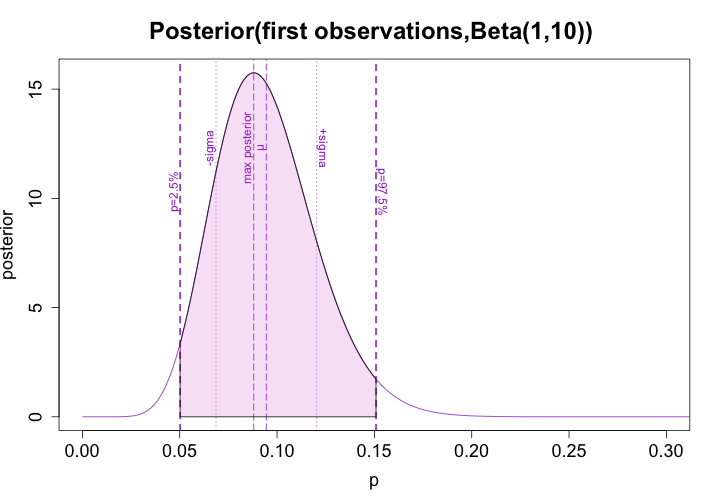 Posterior(first observations,Beta(1,10))
posterior
15
10
5
0
p=2.5%
-sigma
max posterior
μ
+sigma
p=97.5%
0.00
0.05
0.10
0.15
0.20
0.25
0.30
p